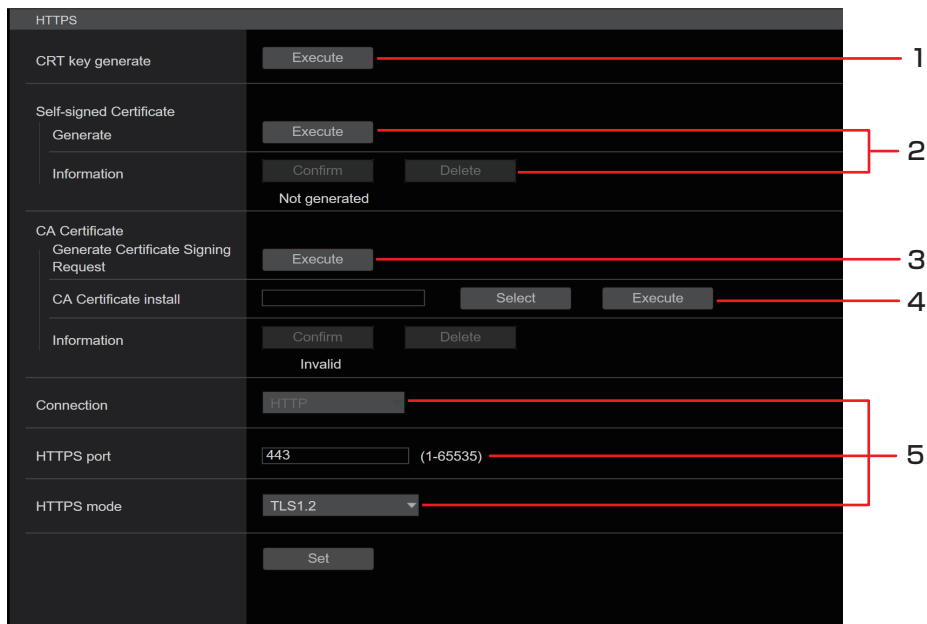 HTTPS
CRT key generate Execute 1
Self-signed Certificate
Generate Execute
2
Information Confirm Delete
Not generated
CA Certificate
Generate Certificate Signing
Request Execute 3
CA Certificate install Select Execute 4
Information Confirm Delete
Invalid
Connection HTTP
HTTPS port 443 (1-65535) 5
HTTPS mode TLS1.2
Set